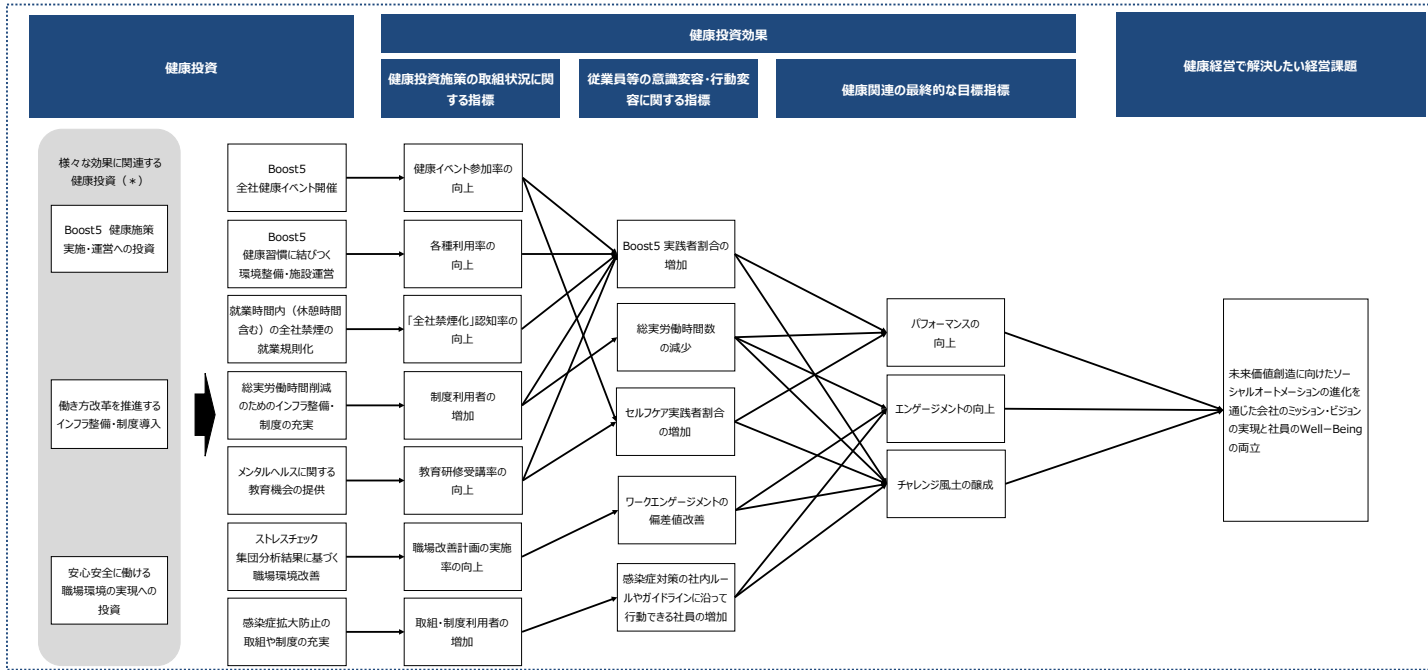 健康投資
健康投資効果
健康経営で解決したい経営課題
健康投資施策の取組状況に関
する指標
従業員等の意識変容・行動変
容に関する指標
健康関連の最終的な目標指標
様々な効果に関連する
健康投資（＊）
Boost5 健康施策
実施・運営への投資
働き方改革を推進する
インフラ整備・制度導入
安心安全に働ける
職場環境の実現への
投資
Boost5
全社健康イベント開催
Boost5
健康習慣に結びつく
環境整備・施設運営
就業時間内（休憩時間
含む）の全社禁煙の
就業規則化
総実労働時間削減
のためのインフラ整備・
制度の充実
メンタルヘルスに関する
教育機会の提供
ストレスチェック
集団分析結果に基づく
職場環境改善
感染症拡大防止の
取組や制度の充実
健康イベント参加率の
向上
各種利用率の
向上
「全社禁煙化」認知率の
向上
制度利用者の
増加
教育研修受講率の
向上
職場改善計画の実施
率の向上
取組・制度利用者の
増加
Boost5 実践者割合の
増加
総実労働時間数
の減少
セルフケア実践者割合
の増加
ワークエンゲージメントの
偏差値改善
感染症対策の社内ルー
ルやガイドラインに沿って
行動できる社員の増加
パフォーマンスの
向上
エンゲージメントの向上
チャレンジ風土の醸成
未来価値創造に向けたソー
シャルオートメーションの進化を
通じた会社のミッション・ビジョン
の実現と社員のWell－Being
の両立